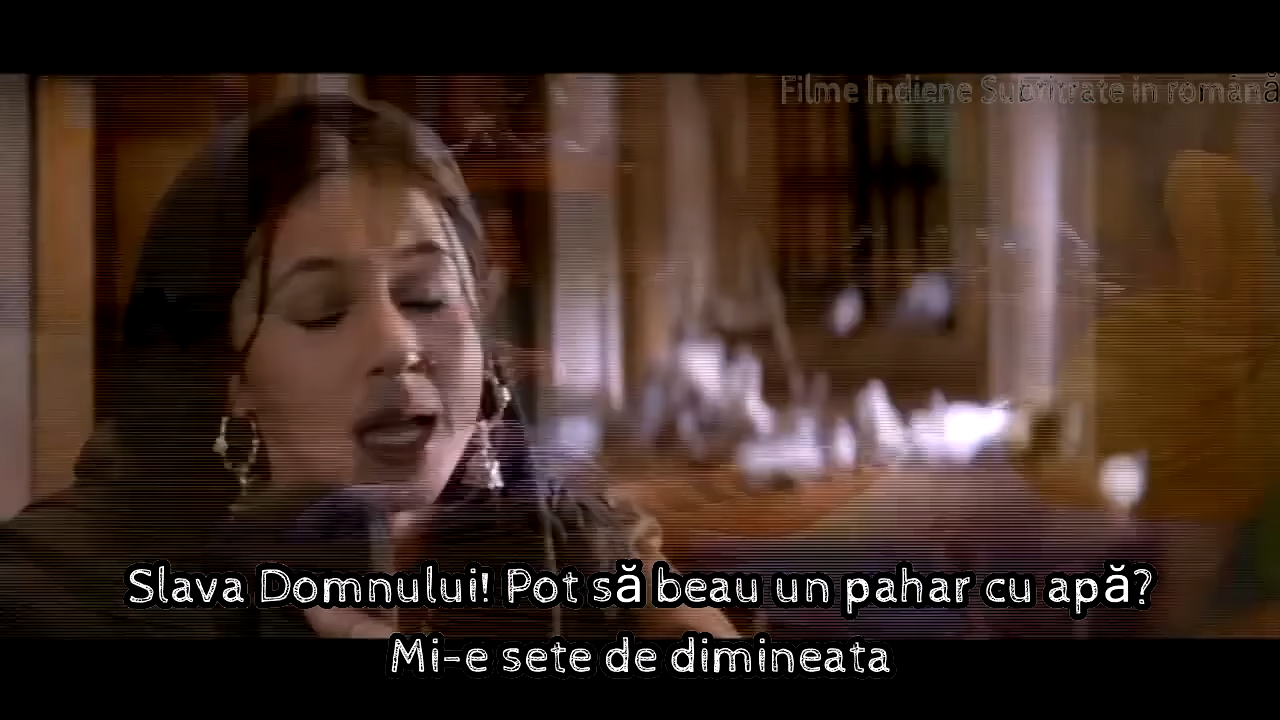 Filme Indiene Subtitrate in română
Slava Domnului! Pot să beau un pahar cu apă?
Mi-e sete de dimineata